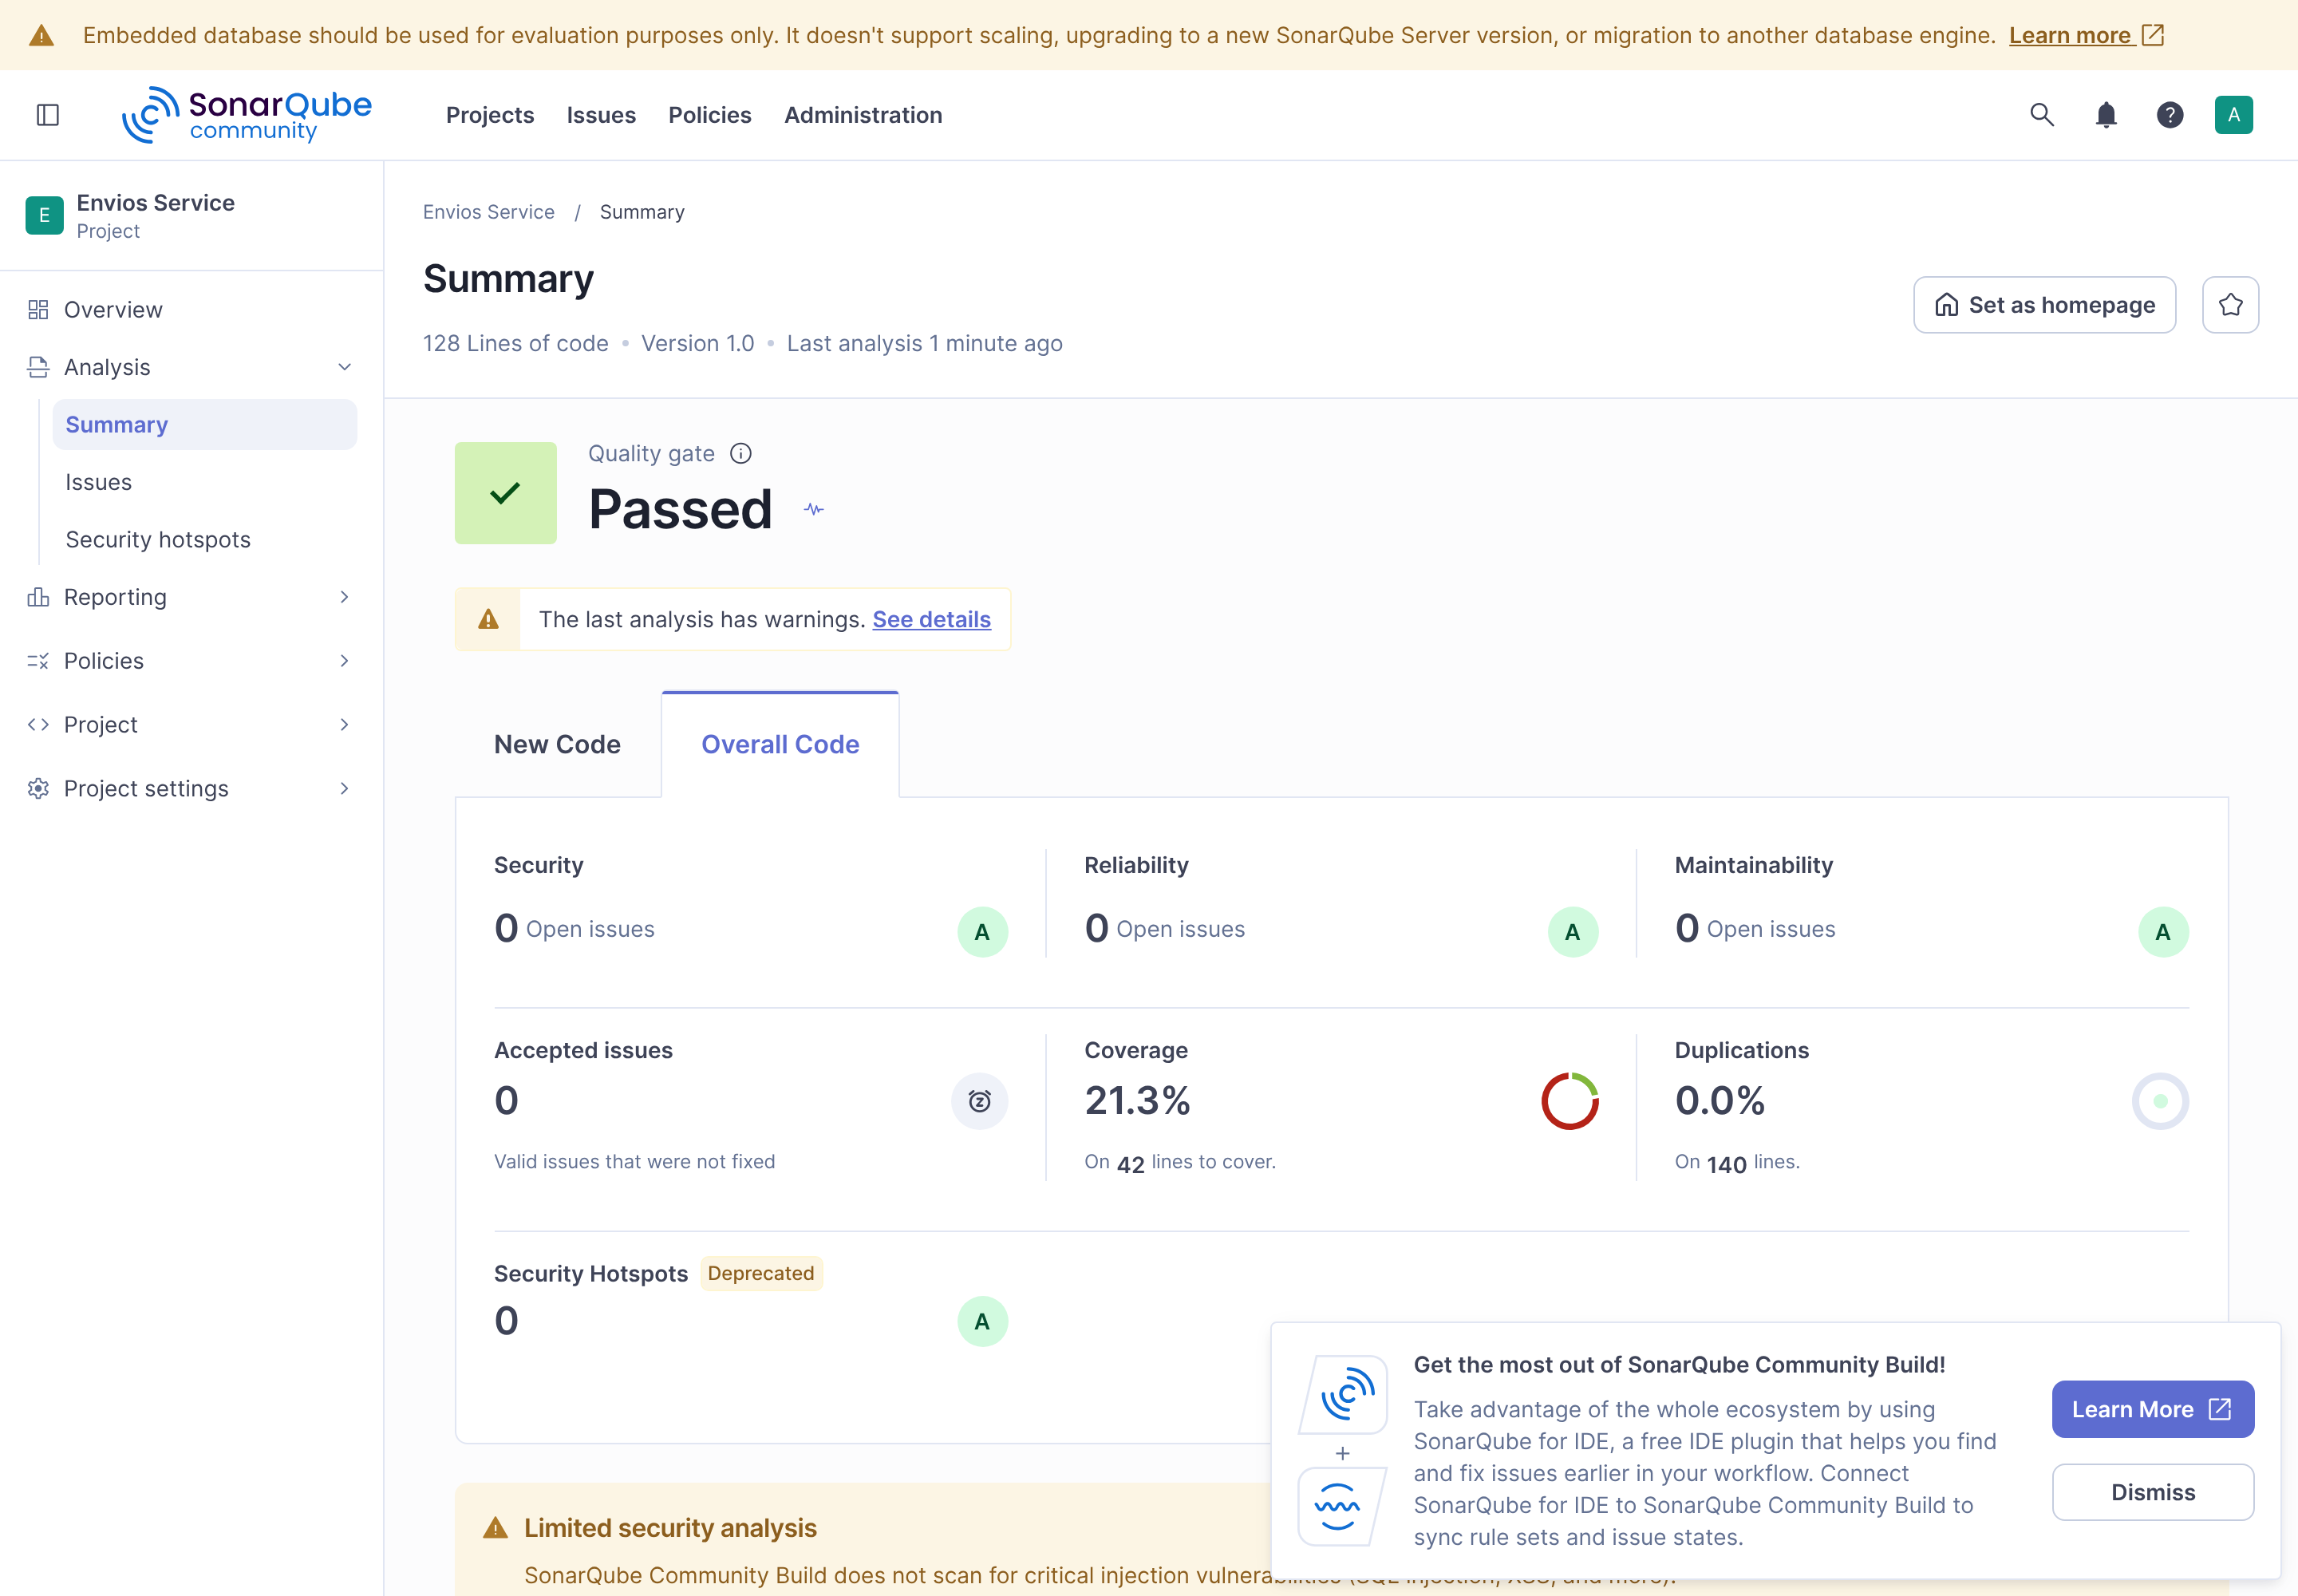 Embedded database should be used for evaluation purposes only. It doesn't support scaling, upgrading to a new SonarQube Server version, or migration to another database engine. Learn more
SonarQube community
Projects
Issues
Policies
Administration
A
E
Envios Service
Project
Overview
Analysis
Summary
Issues
Security hotspots
Reporting
Policies
Project
Project settings
Envios Service / Summary
Summary
128 Lines of code • Version 1.0 • Last analysis 1 minute ago
Set as homepage
Quality gate
Passed
The last analysis has warnings. See details
New Code
Overall Code
Security
0 Open issues
A
Reliability
0 Open issues
A
Maintainability
0 Open issues
A
Accepted issues
0
Valid issues that were not fixed
Coverage
21.3%
On 42 lines to cover.
Duplications
0.0%
On 140 lines.
Security Hotspots Deprecated
0
A
Get the most out of SonarQube Community Build!
Take advantage of the whole ecosystem by using
SonarQube for IDE, a free IDE plugin that helps you find
and fix issues earlier in your workflow. Connect
SonarQube for IDE to SonarQube Community Build to
sync rule sets and issue states.
Learn More
Dismiss
Limited security analysis
SonarQube Community Build does not scan for critical injection